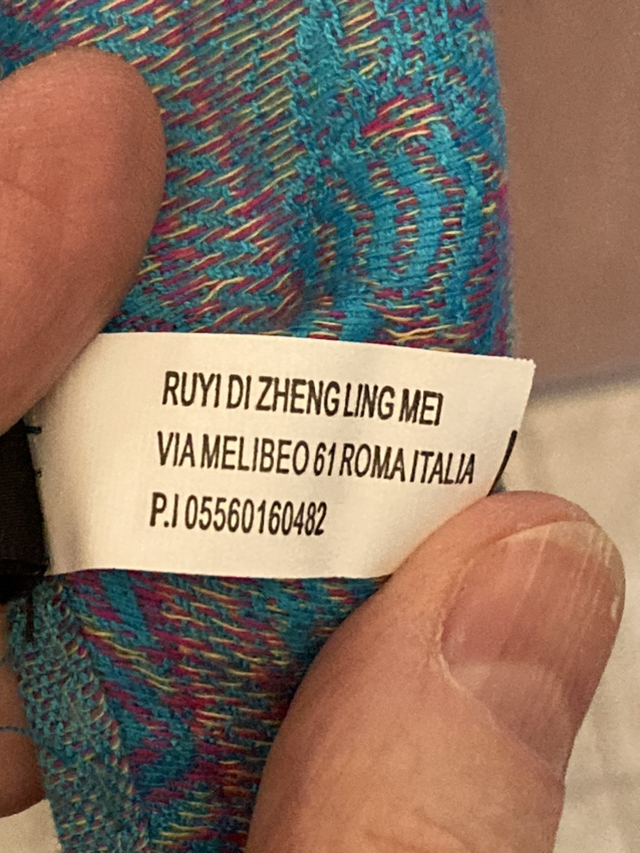 RUYI DI ZHENG LING MEI
VIA MELIBEO 61 ROMA ITALIA
P.I 05560160482